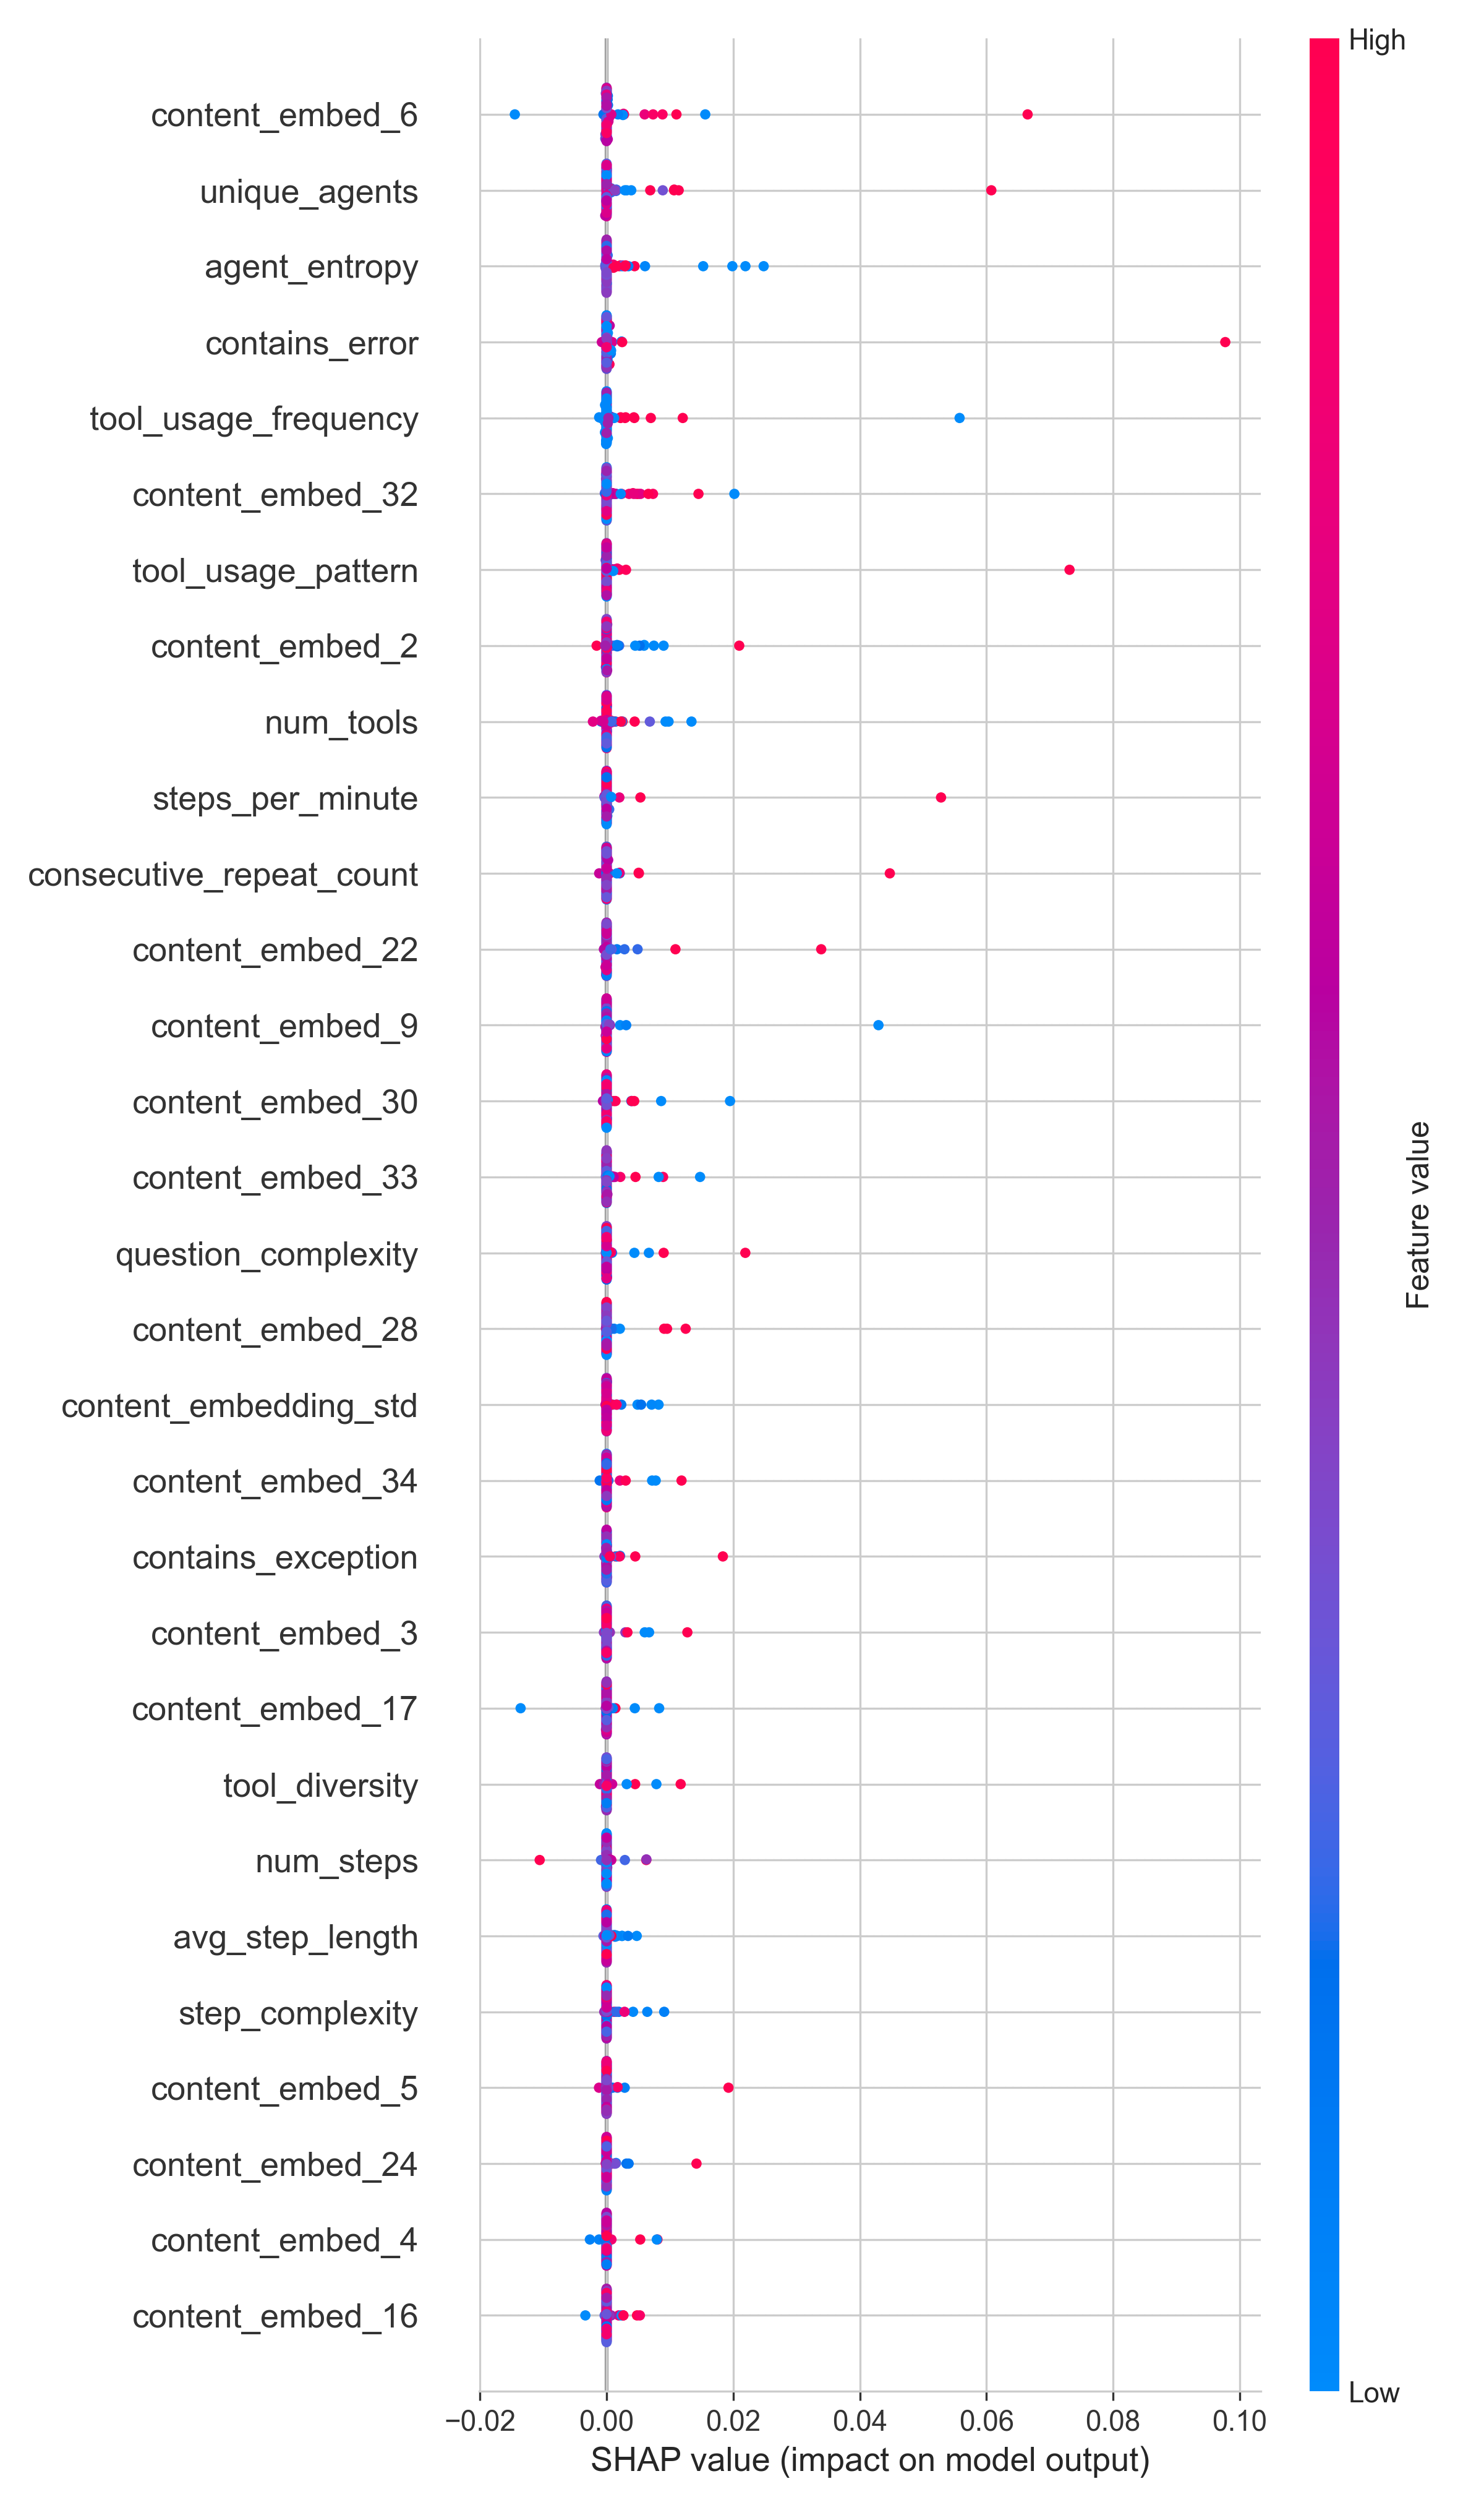 High
content_embed_6
unique_agents
agent_entropy
contains_error
tool_usage_frequency
content_embed_32
tool_usage_pattern
content_embed_2
num_tools
steps_per_minute
consecutive_repeat_count
content_embed_22
content_embed_9
content_embed_30
content_embed_33
question_complexity
content_embed_28
content_embedding_std
content_embed_34
contains_exception
content_embed_3
content_embed_17
tool_diversity
num_steps
avg_step_length
step_complexity
content_embed_5
content_embed_24
content_embed_4
content_embed_16
Feature value
Low
−0.02 0.00 0.02 0.04 0.06 0.08 0.10
SHAP value (impact on model output)